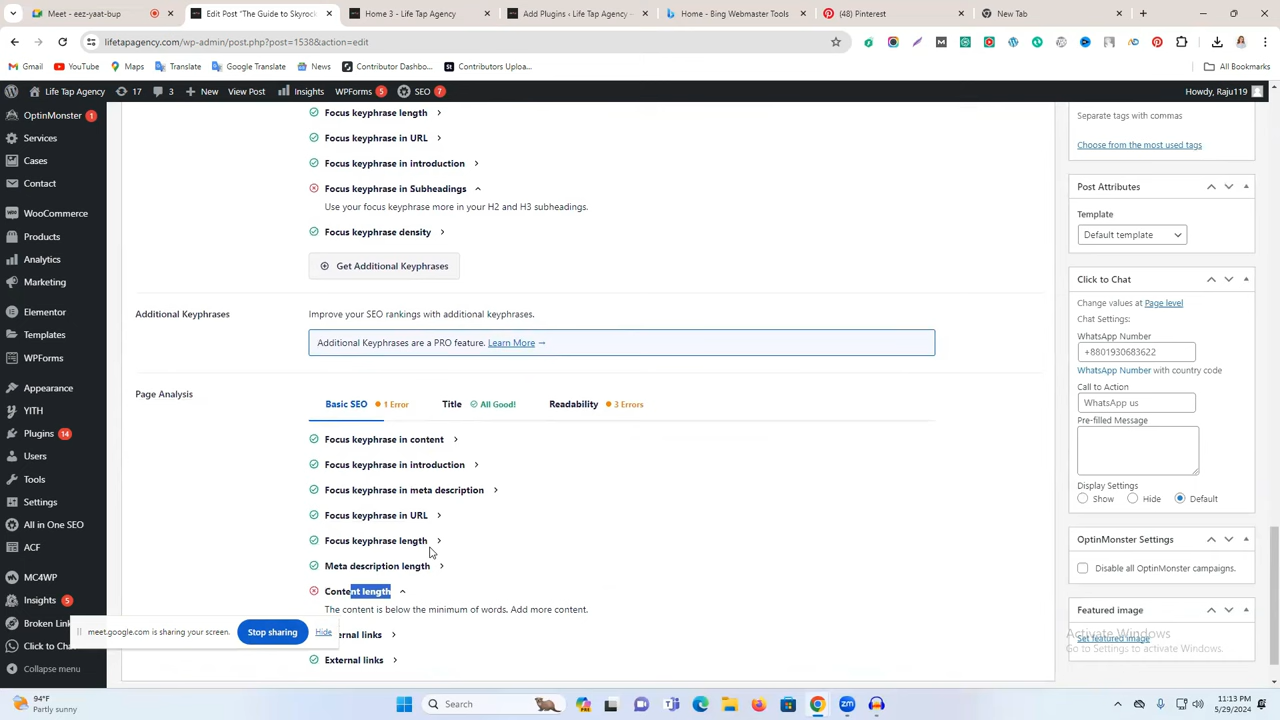 Meet - eez-zaat-bup
Edit Post "The Guide to Skyrock
Home 3 - Life Tap Agency
Add Plugins ‹ Life Tap Agen
Home - Bing Webmaster Tools
(48) Pinterest
New Tab
lifetapagency.com/wp-admin/post.php?post=1538&action=edit
Gmail
YouTube
Maps
Translate
Google Translate
News
Contributor Dashbo...
Contributors Uploa...
All Bookmarks
Life Tap Agency
17
3
New
View Post
Insights
WPForms 5
SEO 7
Howdy, Raju119
OptinMonster 1
Services
Cases
Contact
WooCommerce
Products
Analytics
Marketing
Elementor
Templates
WPForms
Appearance
YITH
Plugins 14
Users
Tools
Settings
All in One SEO
ACF
MC4WP
Insights 5
Broken Link
Click to Cha
Collapse menu
Focus keyphrase length
Focus keyphrase in URL
Focus keyphrase in introduction
Focus keyphrase in Subheadings
Use your focus keyphrase more in your H2 and H3 subheadings.
Focus keyphrase density
Get Additional Keyphrases
Additional Keyphrases
Improve your SEO rankings with additional keyphrases.
Additional Keyphrases are a PRO feature. Learn More →
Page Analysis
Basic SEO 1 Error
Title All Good!
Readability 3 Errors
Focus keyphrase in content
Focus keyphrase in introduction
Focus keyphrase in meta description
Focus keyphrase in URL
Focus keyphrase length
Meta description length
Content length
The content is below the minimum of words. Add more content.
ernal links
External links
meet.google.com is sharing your screen.
Stop sharing
Hide
Separate tags with commas
Choose from the most used tags
Post Attributes
Template
Default template
Click to Chat
Change values at Page level
Chat Settings:
WhatsApp Number
+8801930683622
WhatsApp Number with country code
Call to Action
WhatsApp us
Pre-filled Message
Display Settings
Show
Hide
Default
OptinMonster Settings
Disable all OptinMonster campaigns.
Featured image
Set featured image
Activate Windows
Go to Settings to activate Windows.
94°F
Partly sunny
Search
11:13 PM
5/29/2024